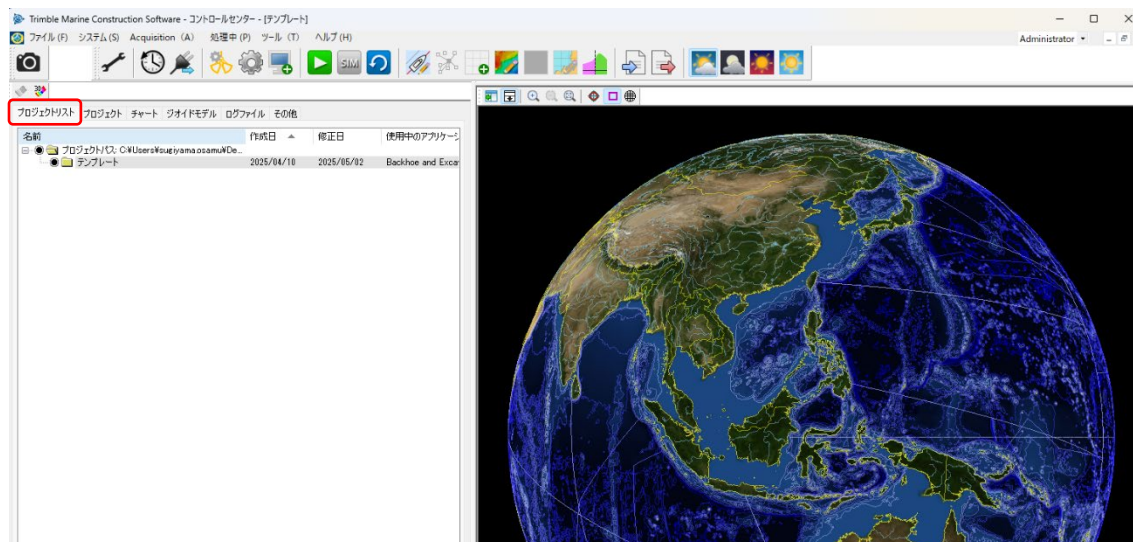 Trimble Marine Construction Software - コントロールセンター - [テンプレート]
ファイル(F) システム(S) Acquisition (A) 処理中(P) ツール (T) ヘルプ(H) Administrator
SIM
プロジェクトリスト プロジェクト チャート ジオイドモデル ログファイル その他
名前 作成日 修正日 使用中のアプリケーシ
プロジェクトパス: C:¥Users¥sugiyama.osamu¥De...
テンプレート 2025/04/10 2025/05/02 Backhoe and Excav